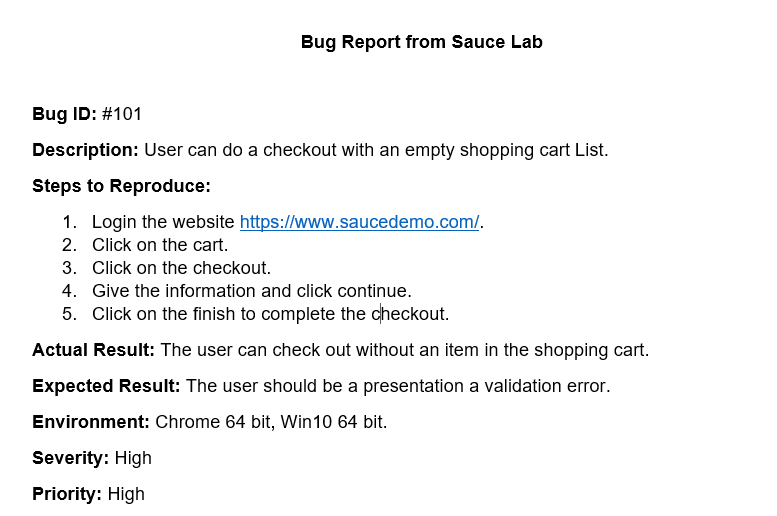 Bug Report from Sauce Lab
Bug ID: #101
Description: User can do a checkout with an empty shopping cart List.
Steps to Reproduce:
1. Login the website https://www.saucedemo.com/.
2. Click on the cart.
3. Click on the checkout.
4. Give the information and click continue.
5. Click on the finish to complete the checkout.
Actual Result: The user can check out without an item in the shopping cart.
Expected Result: The user should be a presentation a validation error.
Environment: Chrome 64 bit, Win10 64 bit.
Severity: High
Priority: High